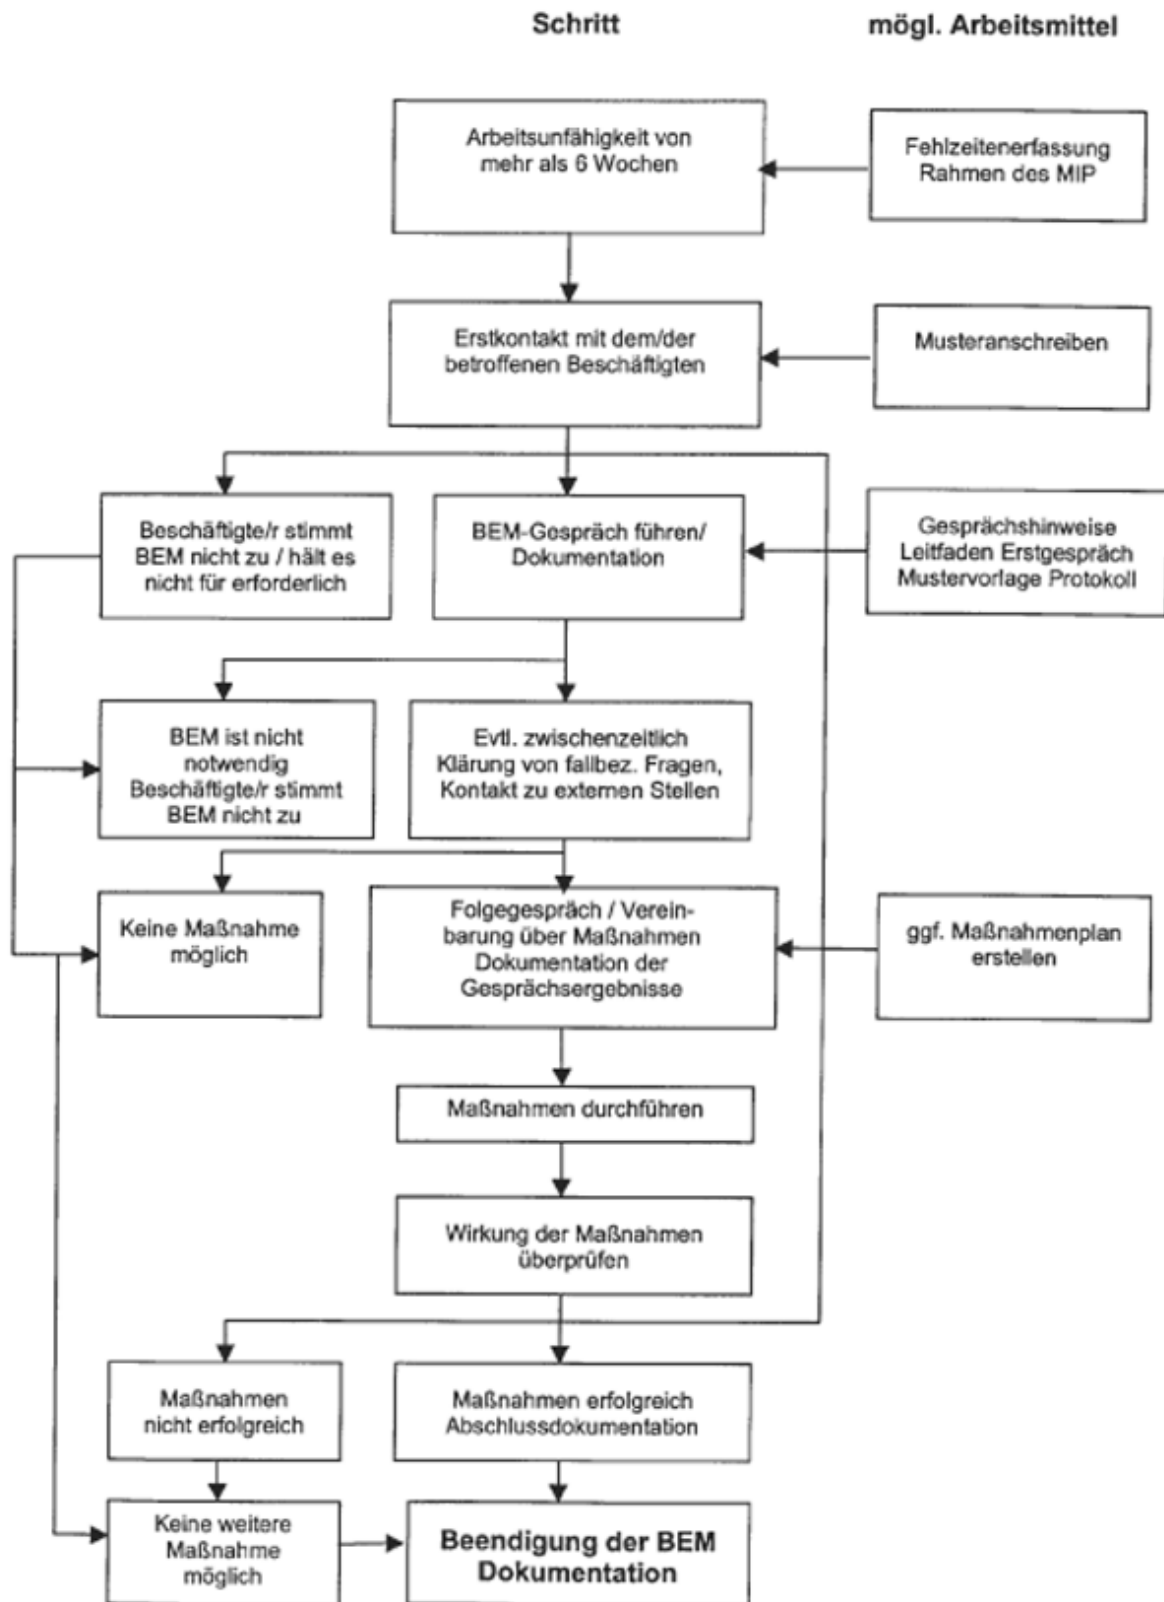 Schritt
mögl. Arbeitsmittel
Arbeitsunfähigkeit von
mehr als 6 Wochen
Fehlzeitenerfassung
Rahmen des MIP
Erstkontakt mit dem/der
betroffenen Beschäftigten
Musteranschreiben
Beschäftigte/r stimmt
BEM nicht zu / hält es
nicht für erforderlich
BEM-Gespräch führen/
Dokumentation
Gesprächshinweise
Leitfaden Erstgespräch
Mustervorlage Protokoll
BEM ist nicht
notwendig
Beschäftigte/r stimmt
BEM nicht zu
Evtl. zwischenzeitlich
Klärung von fallbez. Fragen,
Kontakt zu externen Stellen
Keine Maßnahme
möglich
Folgegespräch / Verein-
barung über Maßnahmen
Dokumentation der
Gesprächsergebnisse
ggf. Maßnahmenplan
erstellen
Maßnahmen durchführen
Wirkung der Maßnahmen
überprüfen
Maßnahmen
nicht erfolgreich
Maßnahmen erfolgreich
Abschlussdokumentation
Keine weitere
Maßnahme
möglich
Beendigung der BEM
Dokumentation